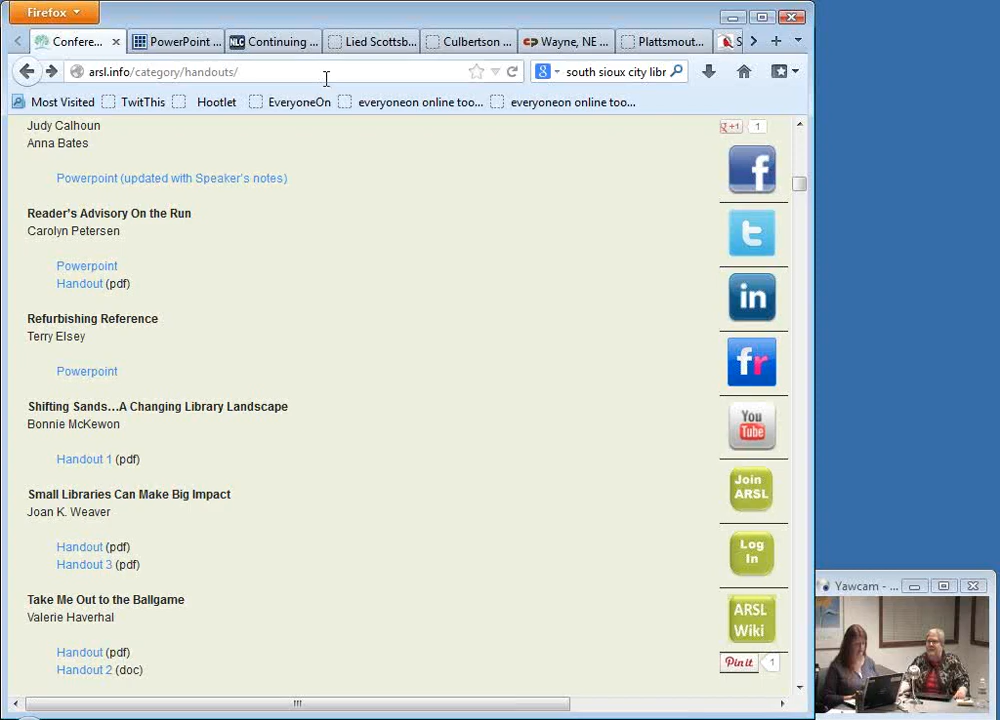 Firefox
Confere...
PowerPoint ...
NLC Continuing ...
Lied Scottsb...
Culbertson ...
Wayne, NE ...
Plattsmout...
S
arsl.info/category/handouts/
south sioux city libr
Most Visited
TwitThis
Hootlet
EveryoneOn
everyoneon online too...
everyoneon online too...
Judy Calhoun
Anna Bates
Powerpoint (updated with Speaker's notes)
Reader's Advisory On the Run
Carolyn Petersen
Powerpoint
Handout (pdf)
Refurbishing Reference
Terry Elsey
Powerpoint
Shifting Sands...A Changing Library Landscape
Bonnie McKewon
Handout 1 (pdf)
Small Libraries Can Make Big Impact
Joan K. Weaver
Handout (pdf)
Handout 3 (pdf)
Take Me Out to the Ballgame
Valerie Haverhal
Handout (pdf)
Handout 2 (doc)
g +1
1
f
t
in
fr
You
Tube
Join
ARSL
Log
In
ARSL
Wiki
Pin it
1
Yawcam - ...